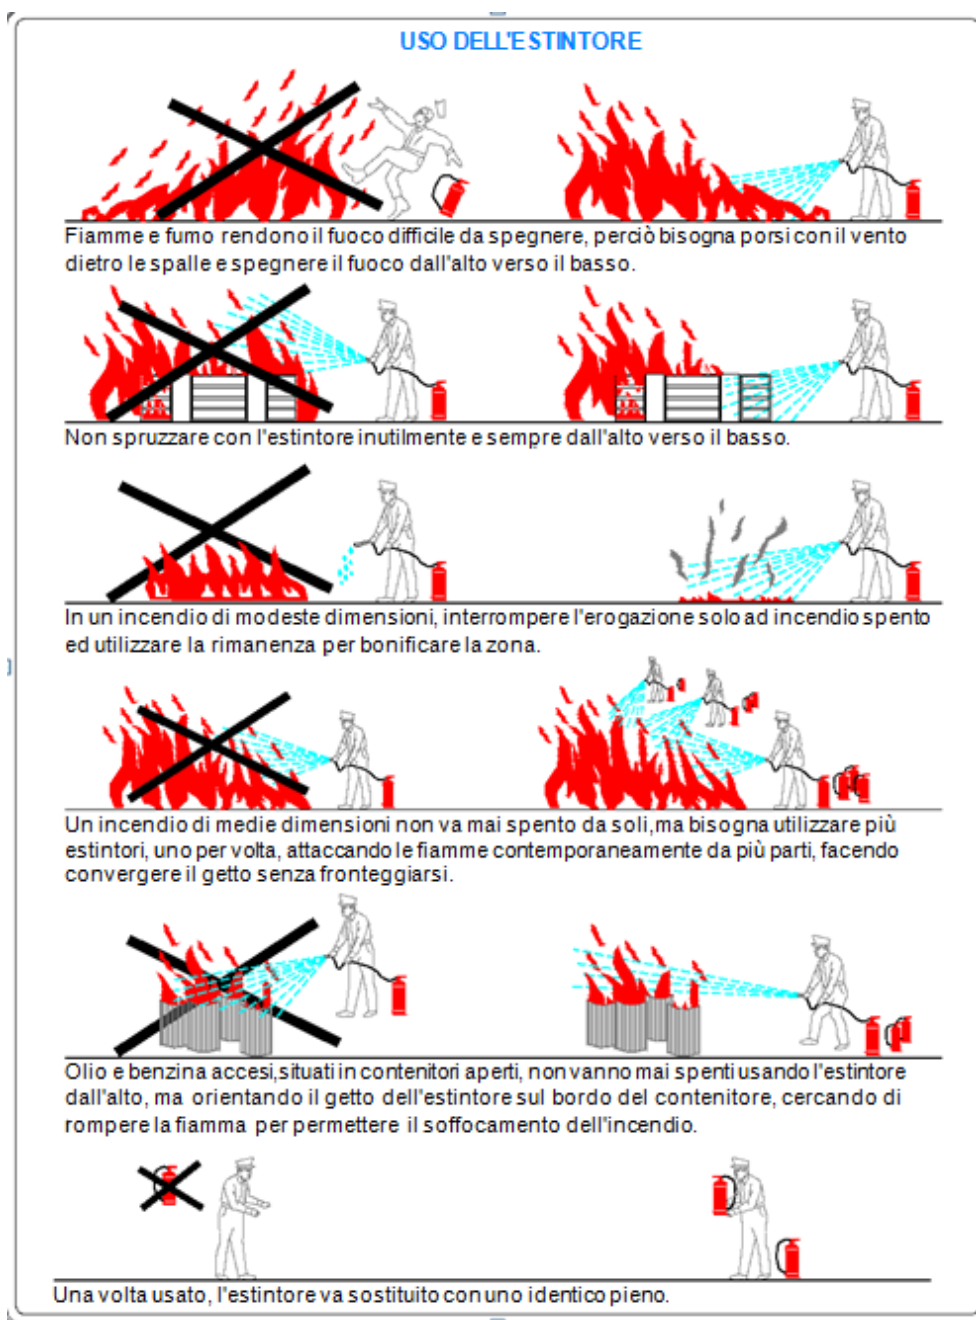 USO DELL'ESTINTORE
Fiamme e fumo rendono il fuoco difficile da spegnere, perciò bisogna porsi con il vento
dietro le spalle e spegnere il fuoco dall'alto verso il basso.
Non spruzzare con l'estintore inutilmente e sempre dall'alto verso il basso.
In un incendio di modeste dimensioni, interrompere l'erogazione solo ad incendio spento
ed utilizzare la rimanenza per bonificare la zona.
Un incendio di medie dimensioni non va mai spento da soli, ma bisogna utilizzare più
estintori, uno per volta, attaccando le fiamme contemporaneamente da più parti, facendo
convergere il getto senza fronteggiarsi.
Olio e benzina accesi, situati in contenitori aperti, non vanno mai spenti usando l'estintore
dall'alto, ma orientando il getto dell'estintore sul bordo del contenitore, cercando di
rompere la fiamma per permettere il soffocamento dell'incendio.
Una volta usato, l'estintore va sostituito con uno identico pieno.